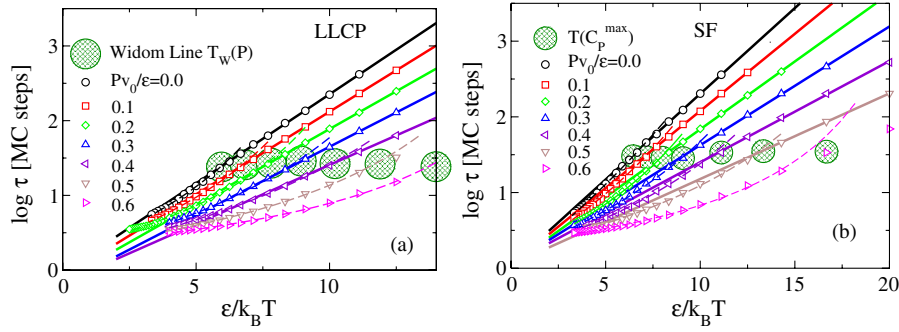 LLCP
Widom Line T_W(P)
Pv_0/ε=0.0
0.1
0.2
0.3
0.4
0.5
0.6
(a)
log τ [MC steps]
0
1
2
3
0
5
10
ε/k_BT
SF
T(C_P^max)
Pv_0/ε=0.0
0.1
0.2
0.3
0.4
0.5
0.6
(b)
log τ [MC steps]
0
1
2
3
0
5
10
15
20
ε/k_BT